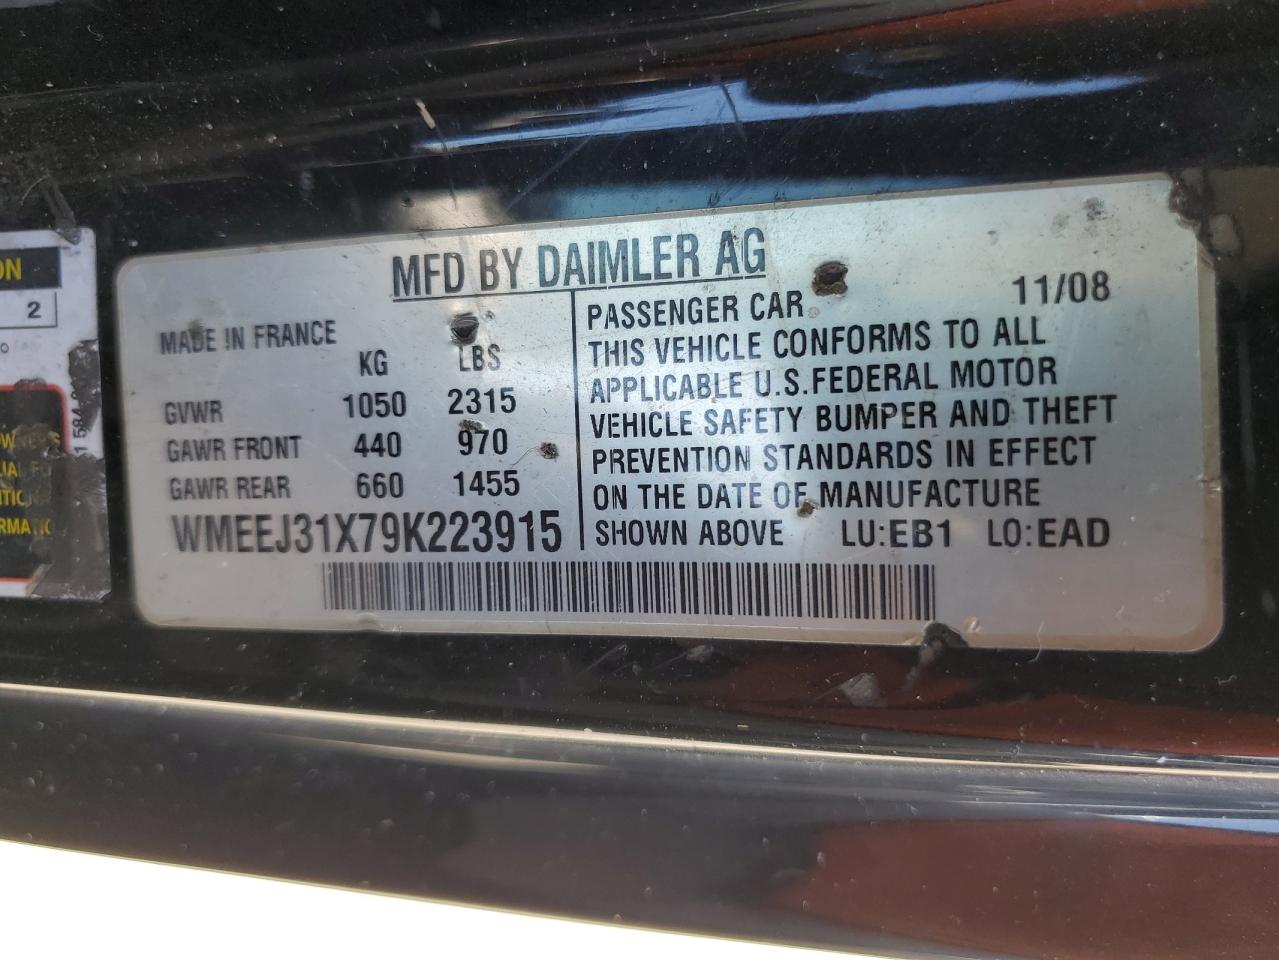 MFD BY DAIMLER AG
MADE IN FRANCE
KG LBS
GVWR 1050 2315
GAWR FRONT 440 970
GAWR REAR 660 1455
WMEEJ31X79K223915
PASSENGER CAR 11/08
THIS VEHICLE CONFORMS TO ALL
APPLICABLE U.S.FEDERAL MOTOR
VEHICLE SAFETY BUMPER AND THEFT
PREVENTION STANDARDS IN EFFECT
ON THE DATE OF MANUFACTURE
SHOWN ABOVE LU:EB1 LO:EAD
ON
2